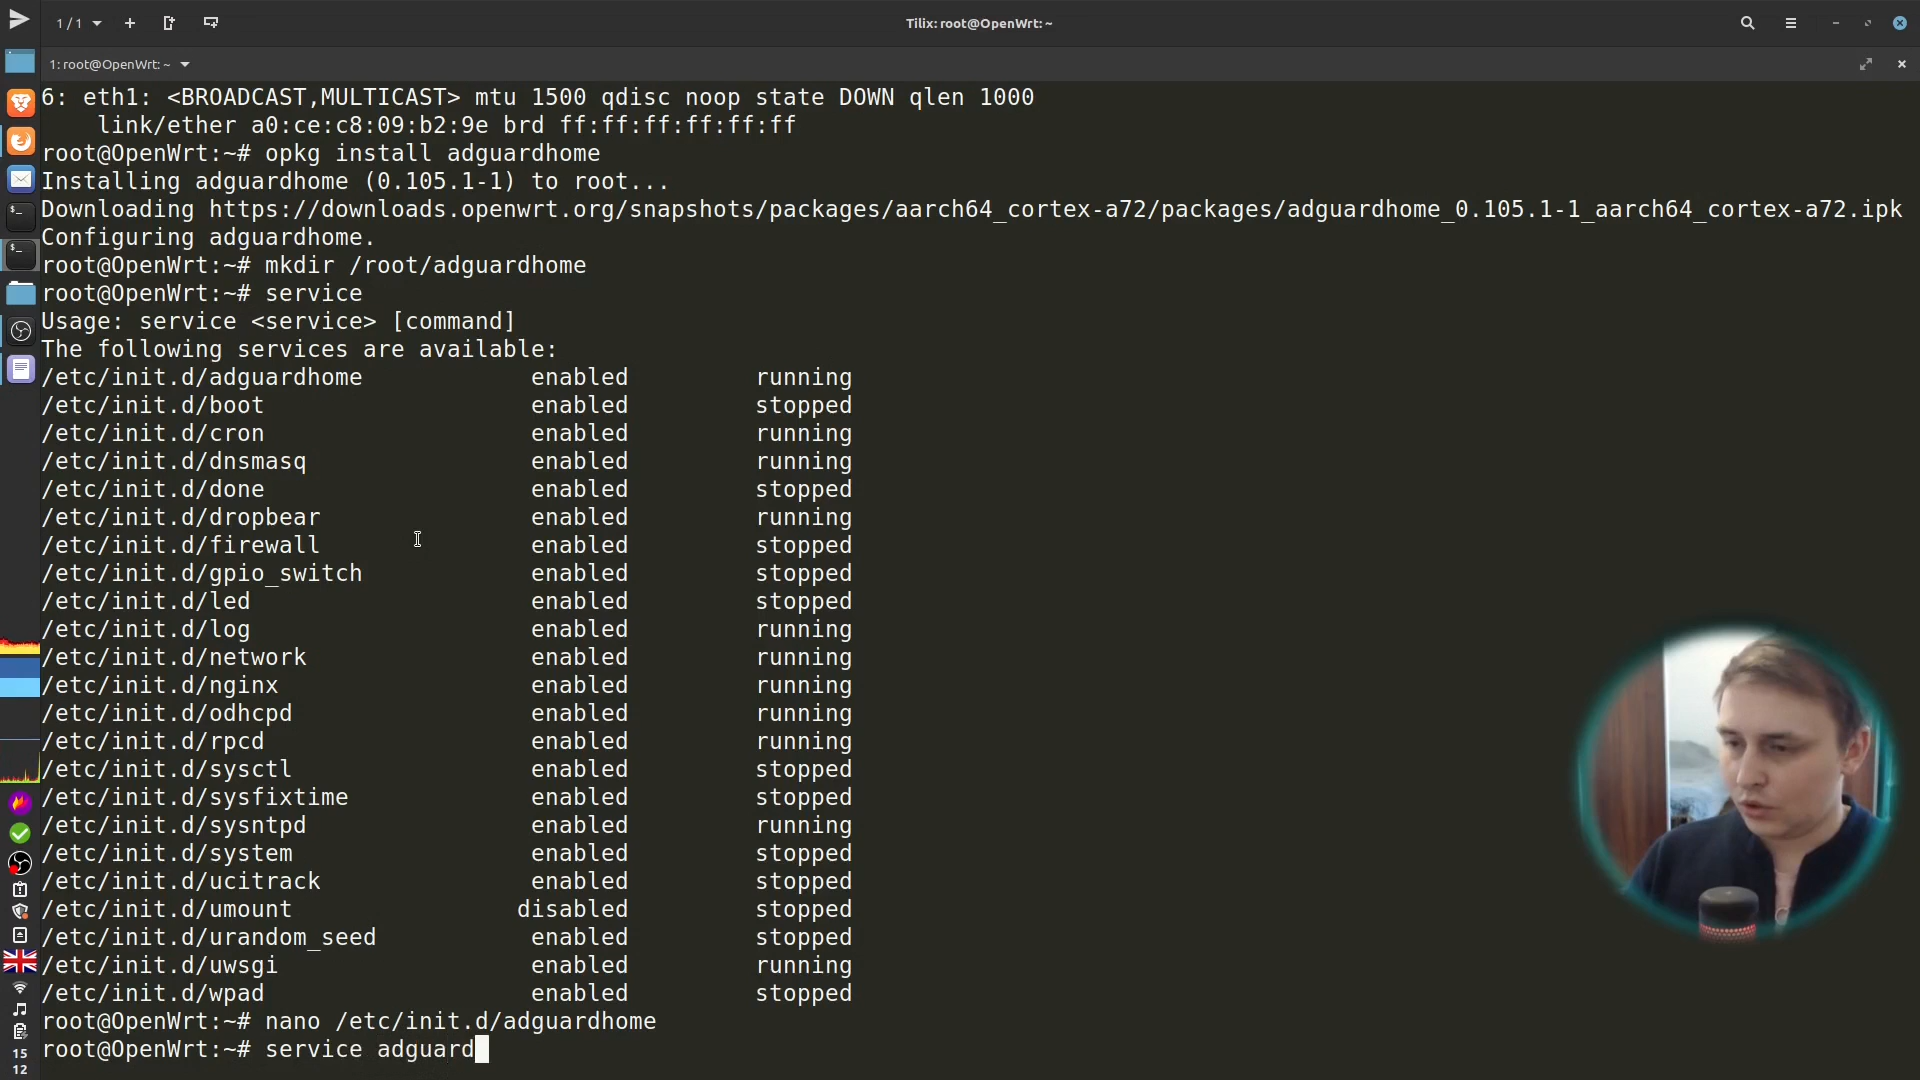 1 / 1
Tilix: root@OpenWrt: ~
1: root@OpenWrt: ~
6: eth1: <BROADCAST,MULTICAST> mtu 1500 qdisc noop state DOWN qlen 1000
    link/ether a0:ce:c8:09:b2:9e brd ff:ff:ff:ff:ff:ff
root@OpenWrt:~# opkg install adguardhome
Installing adguardhome (0.105.1-1) to root...
Downloading https://downloads.openwrt.org/snapshots/packages/aarch64_cortex-a72/packages/adguardhome_0.105.1-1_aarch64_cortex-a72.ipk
Configuring adguardhome.
root@OpenWrt:~# mkdir /root/adguardhome
root@OpenWrt:~# service
Usage: service <service> [command]
The following services are available:
/etc/init.d/adguardhome            enabled         running
/etc/init.d/boot                   enabled         stopped
/etc/init.d/cron                   enabled         running
/etc/init.d/dnsmasq                enabled         running
/etc/init.d/done                   enabled         stopped
/etc/init.d/dropbear               enabled         running
/etc/init.d/firewall               enabled         stopped
/etc/init.d/gpio_switch            enabled         stopped
/etc/init.d/led                    enabled         stopped
/etc/init.d/log                    enabled         running
/etc/init.d/network                enabled         running
/etc/init.d/nginx                  enabled         running
/etc/init.d/odhcpd                 enabled         running
/etc/init.d/rpcd                   enabled         running
/etc/init.d/sysctl                 enabled         stopped
/etc/init.d/sysfixtime             enabled         stopped
/etc/init.d/sysntpd                enabled         running
/etc/init.d/system                 enabled         stopped
/etc/init.d/ucitrack               enabled         stopped
/etc/init.d/umount                disabled         stopped
/etc/init.d/urandom_seed           enabled         stopped
/etc/init.d/uwsgi                  enabled         running
/etc/init.d/wpad                   enabled         stopped
root@OpenWrt:~# nano /etc/init.d/adguardhome
root@OpenWrt:~# service adguard
15
12